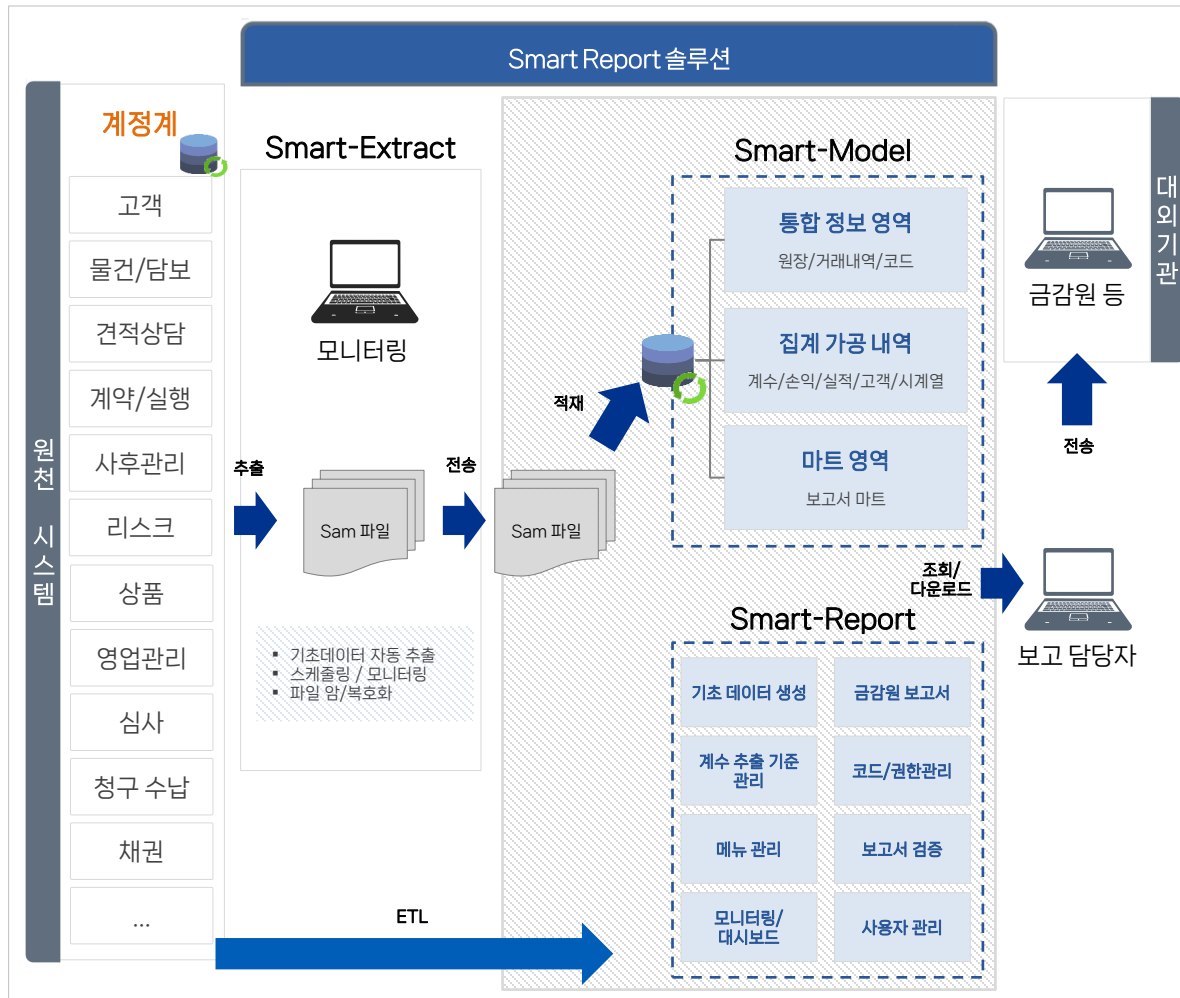 Smart Report 솔루션
원천 시스템
계정계
고객
물건/담보
견적상담
계약/실행
사후관리
리스크
상품
영업관리
심사
청구 수납
채권
...
추출
Smart-Extract
모니터링
Sam 파일
▪ 기초데이터 자동 추출
▪ 스케줄링 / 모니터링
▪ 파일 암/복호화
전송
Sam 파일
적재
ETL
Smart-Model
통합 정보 영역
원장/거래내역/코드
집계 가공 내역
계수/손익/실적/고객/시계열
마트 영역
보고서 마트
Smart-Report
기초 데이터 생성
금감원 보고서
계수 추출 기준
관리
코드/권한관리
메뉴 관리
보고서 검증
모니터링/
대시보드
사용자 관리
조회/
다운로드
보고 담당자
전송
금감원 등
대외기관